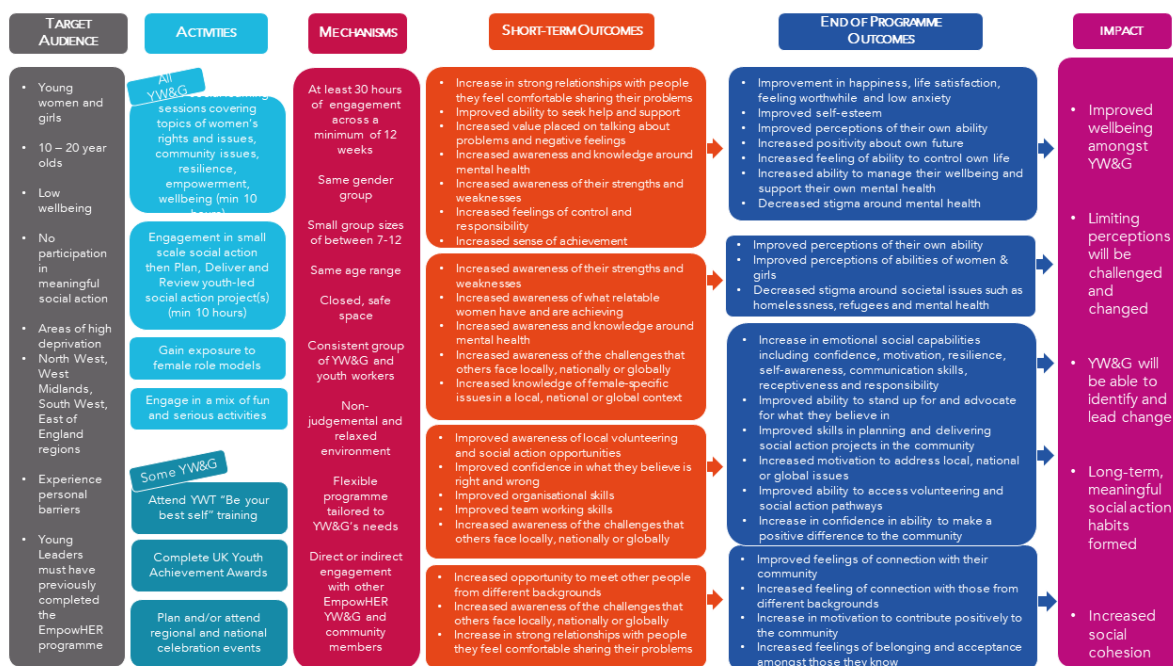 TARGET
AUDIENCE
• Young
women and
girls
• 10 – 20 year
olds
• Low
wellbeing
• No
participation
in
meaningful
social action
• Areas of high
deprivation
• North West,
West
Midlands,
South West,
East of
England
regions
• Experience
personal
barriers
• Young
Leaders
must have
previously
completed
the
EmpowHER
programme
ACTIVITIES
All
YW&G
sessions covering
topics of women's
rights and issues,
community issues,
resilience,
empowerment,
wellbeing (min 10
hours)
Engagement in small
scale social action
then Plan, Deliver and
Review youth-led
social action project(s)
(min 10 hours)
Gain exposure to
female role models
Engage in a mix of fun
and serious activities
Some YW&G
Attend YWT "Be your
best self" training
Complete UK Youth
Achievement Awards
Plan and/or attend
regional and national
celebration events
MECHANISMS
At least 30 hours
of engagement
across a
minimum of 12
weeks
Same gender
group
Small group sizes
of between 7-12
Same age range
Closed, safe
space
Consistent group
of YW&G and
youth workers
Non-
judgemental and
relaxed
environment
Flexible
programme
tailored to
YW&G's needs
Direct or indirect
engagement
with other
EmpowHER
YW&G and
community
members
SHORT-TERM OUTCOMES
• Increase in strong relationships with people
they feel comfortable sharing their problems
• Improved ability to seek help and support
• Increased value placed on talking about
problems and negative feelings
• Increased awareness and knowledge around
mental health
• Increased awareness of their strengths and
weaknesses
• Increased feelings of control and
responsibility
• Increased sense of achievement
• Increased awareness of their strengths and
weaknesses
• Increased awareness of what relatable
women have and are achieving
• Increased awareness and knowledge around
mental health
• Increased awareness of the challenges that
others face locally, nationally or globally
• Increased knowledge of female-specific
issues in a local, national or global context
• Improved awareness of local volunteering
and social action opportunities
• Improved confidence in what they believe is
right and wrong
• Improved organisational skills
• Improved team working skills
• Increased awareness of the challenges that
others face locally, nationally or globally
• Increased opportunity to meet other people
from different backgrounds
• Increased awareness of the challenges that
others face locally, nationally or globally
• Increase in strong relationships with people
they feel comfortable sharing their problems
END OF PROGRAMME
OUTCOMES
• Improvement in happiness, life satisfaction,
feeling worthwhile and low anxiety
• Improved self-esteem
• Improved perceptions of their own ability
• Increased positivity about own future
• Increased feeling of ability to control own life
• Increased ability to manage their wellbeing and
support their own mental health
• Decreased stigma around mental health
• Improved perceptions of their own ability
• Improved perceptions of abilities of women &
girls
• Decreased stigma around societal issues such as
homelessness, refugees and mental health
• Increase in emotional social capabilities
including confidence, motivation, resilience,
self-awareness, communication skills,
receptiveness and responsibility
• Improved ability to stand up for and advocate
for what they believe in
• Improved skills in planning and delivering
social action projects in the community
• Increased motivation to address local, national
or global issues
• Improved ability to access volunteering and
social action pathways
• Increase in confidence in ability to make a
positive difference to the community
• Improved feelings of connection with their
community
• Increased feeling of connection with those from
different backgrounds
• Increase in motivation to contribute positively to
the community
• Increased feelings of belonging and acceptance
amongst those they know
IMPACT
• Improved
wellbeing
amongst
YW&G
• Limiting
perceptions
will be
challenged
and
changed
• YW&G will
be able to
identify and
lead change
• Long-term,
meaningful
social action
habits
formed
• Increased
social
cohesion